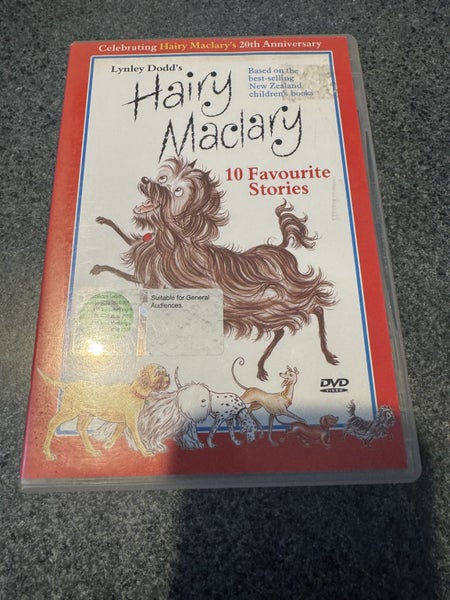 Celebrating Hairy Maclary's 20th Anniversary
Lynley Dodd's
Hairy
Maclary
Based on the
best-selling
New Zealand
children's books
10 Favourite
Stories
Suitable for General
Audiences.
DVD
VIDEO